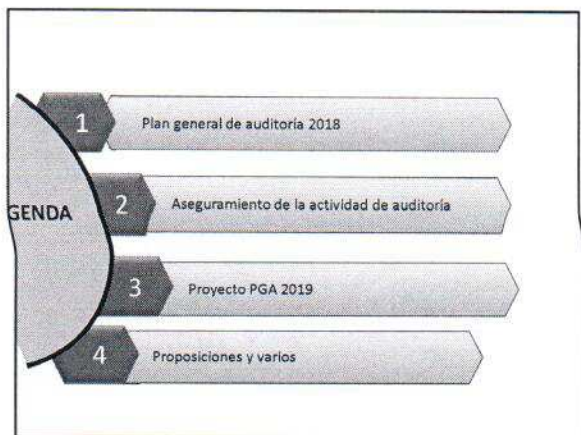 GENDA
1
Plan general de auditoría 2018
2
Aseguramiento de la actividad de auditoría
3
Proyecto PGA 2019
4
Proposiciones y varios